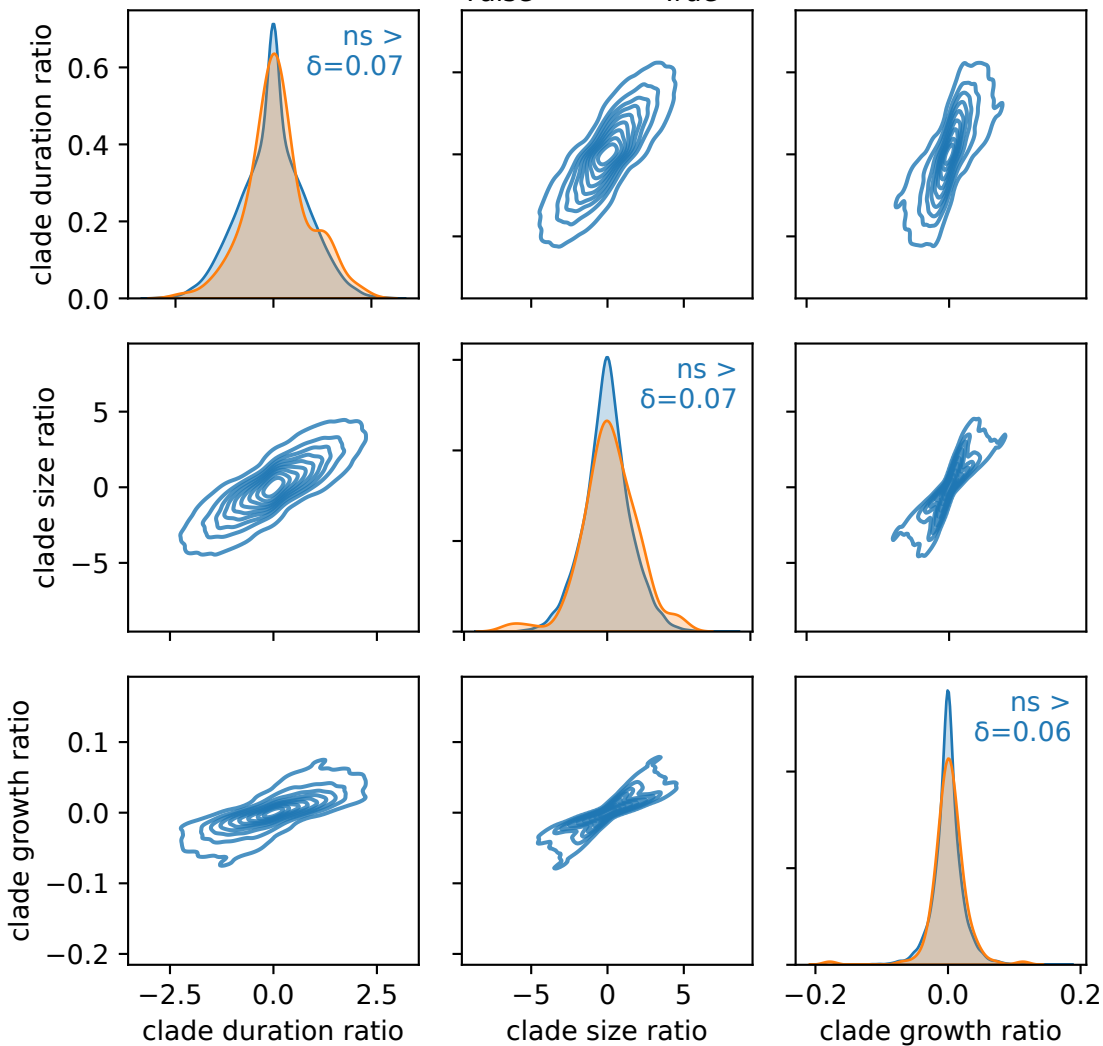 ns >
δ=0.07
clade duration ratio
0.6
0.4
0.2
0.0
ns >
δ=0.07
clade size ratio
5
0
−5
ns >
δ=0.06
clade growth ratio
0.1
0.0
−0.1
−0.2
−2.5 0.0 2.5
−5 0 5
−0.2 0.0 0.2
clade duration ratio
clade size ratio
clade growth ratio